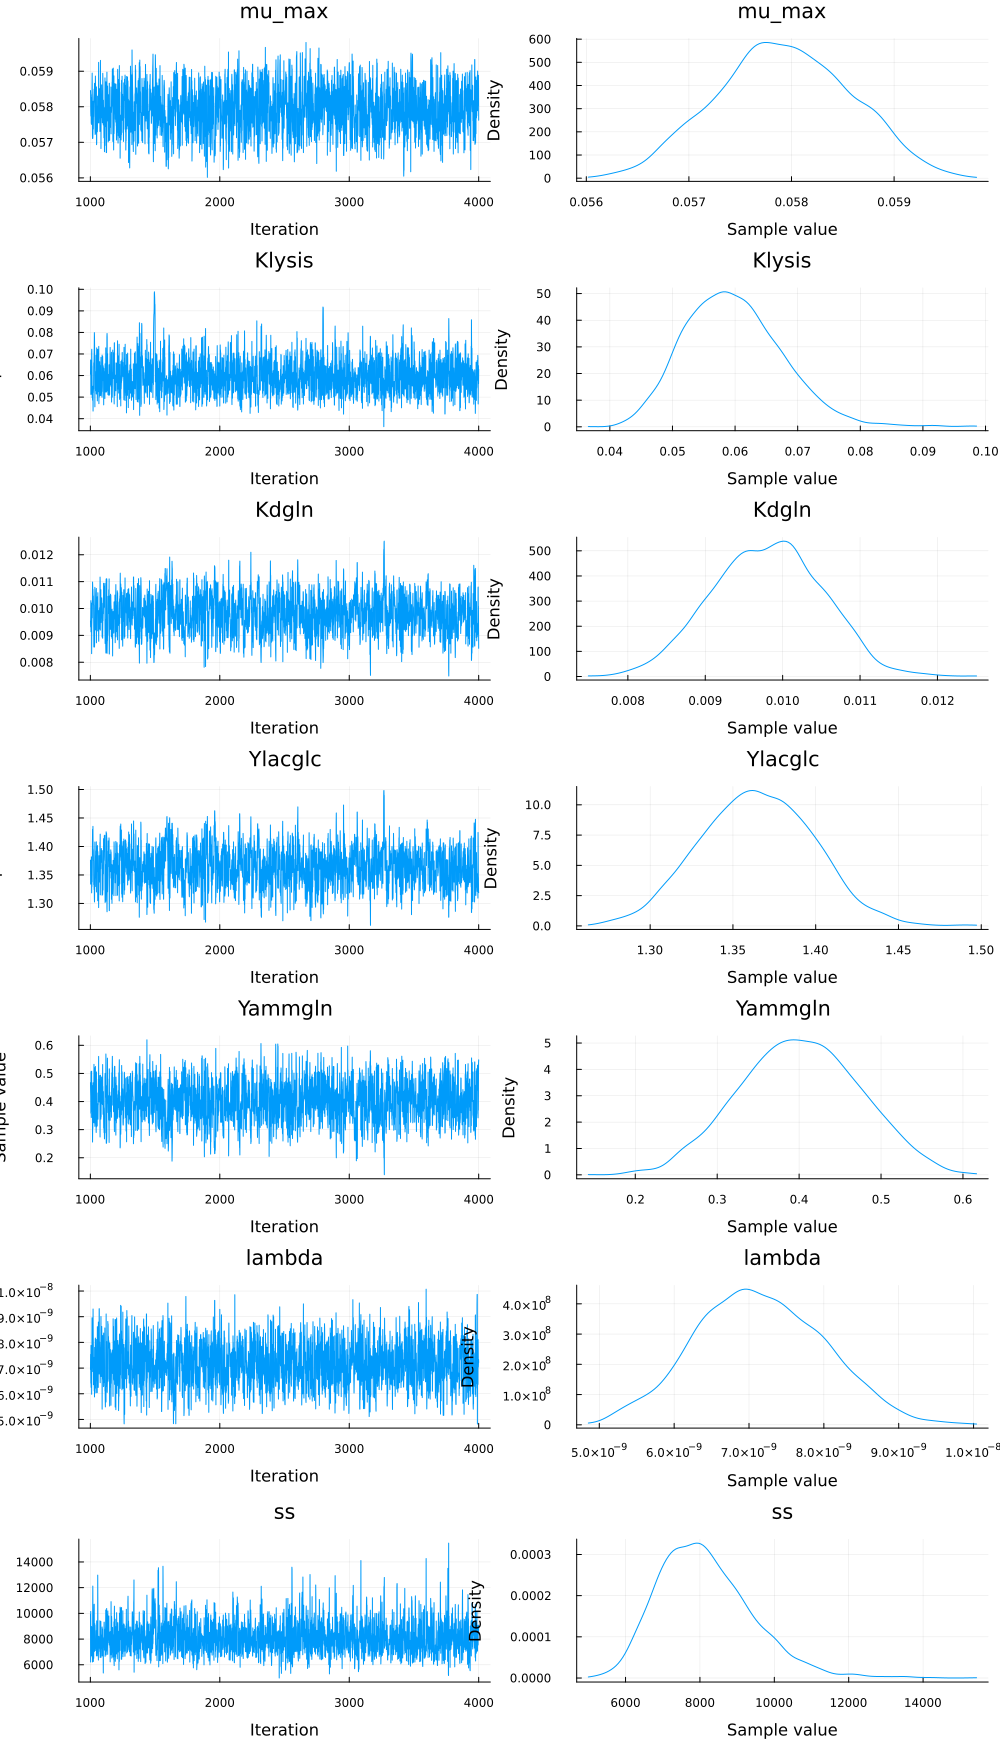 mu_max mu_max
0.059
0.058
0.057
0.056
1000 2000 3000 4000
Iteration
Density
600
500
400
300
200
100
0
0.056 0.057 0.058 0.059
Sample value
Klysis Klysis
0.10
0.09
0.08
0.07
0.06
0.05
0.04
1000 2000 3000 4000
Iteration
Density
50
40
30
20
10
0
0.04 0.05 0.06 0.07 0.08 0.09 0.10
Sample value
Kdgln Kdgln
0.012
0.011
0.010
0.009
0.008
1000 2000 3000 4000
Iteration
Density
500
400
300
200
100
0
0.008 0.009 0.010 0.011 0.012
Sample value
Ylacglc Ylacglc
1.50
1.45
1.40
1.35
1.30
1000 2000 3000 4000
Iteration
Density
10.0
7.5
5.0
2.5
0.0
1.30 1.35 1.40 1.45 1.50
Sample value
Yammgln Yammgln
Sample value
0.6
0.5
0.4
0.3
0.2
1000 2000 3000 4000
Iteration
Density
5
4
3
2
1
0
0.2 0.3 0.4 0.5 0.6
Sample value
lambda lambda
1.0×10⁻⁸
9.0×10⁻⁹
8.0×10⁻⁹
7.0×10⁻⁹
6.0×10⁻⁹
5.0×10⁻⁹
1000 2000 3000 4000
Iteration
Density
4.0×10⁸
3.0×10⁸
2.0×10⁸
1.0×10⁸
0
5.0×10⁻⁹ 6.0×10⁻⁹ 7.0×10⁻⁹ 8.0×10⁻⁹ 9.0×10⁻⁹ 1.0×10⁻⁸
Sample value
ss ss
14000
12000
10000
8000
6000
1000 2000 3000 4000
Iteration
Density
0.0003
0.0002
0.0001
0.0000
6000 8000 10000 12000 14000
Sample value